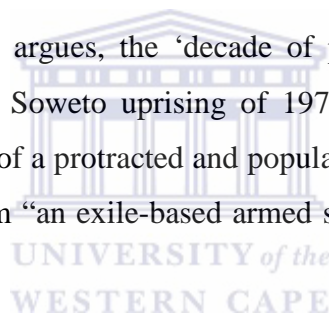 argues, the ‘decade of
Soweto uprising of 197
of a protracted and popula
“an exile-based armed s
UNIVERSITY of the
WESTERN CAPE